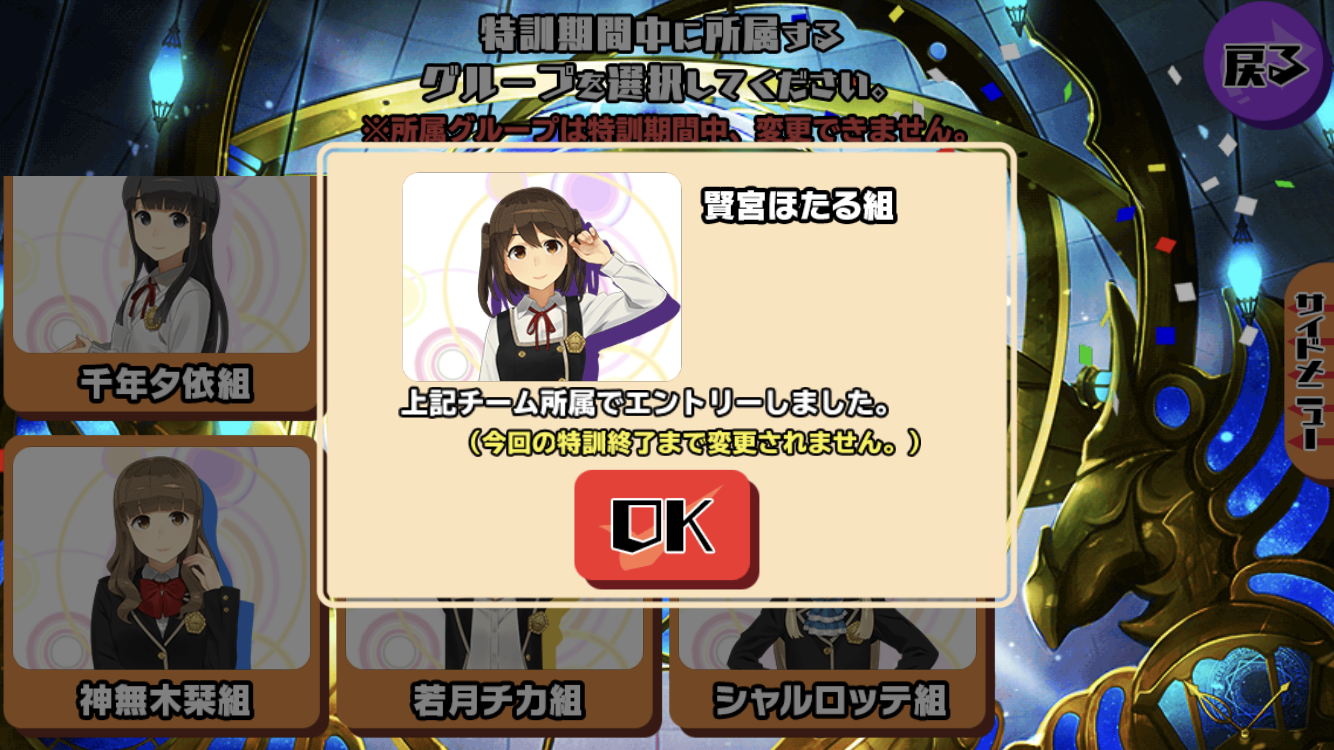 特訓期間中に所属する
グループを選択してください。
※所属グループは特訓期間中、変更できません。
戻る
賢宮ほたる組
上記チーム所属でエントリーしました。
（今回の特訓終了まで変更されません。）
OK
サイドメニュー
千年夕依組
神無木栞組
若月チカ組
シャルロッテ組